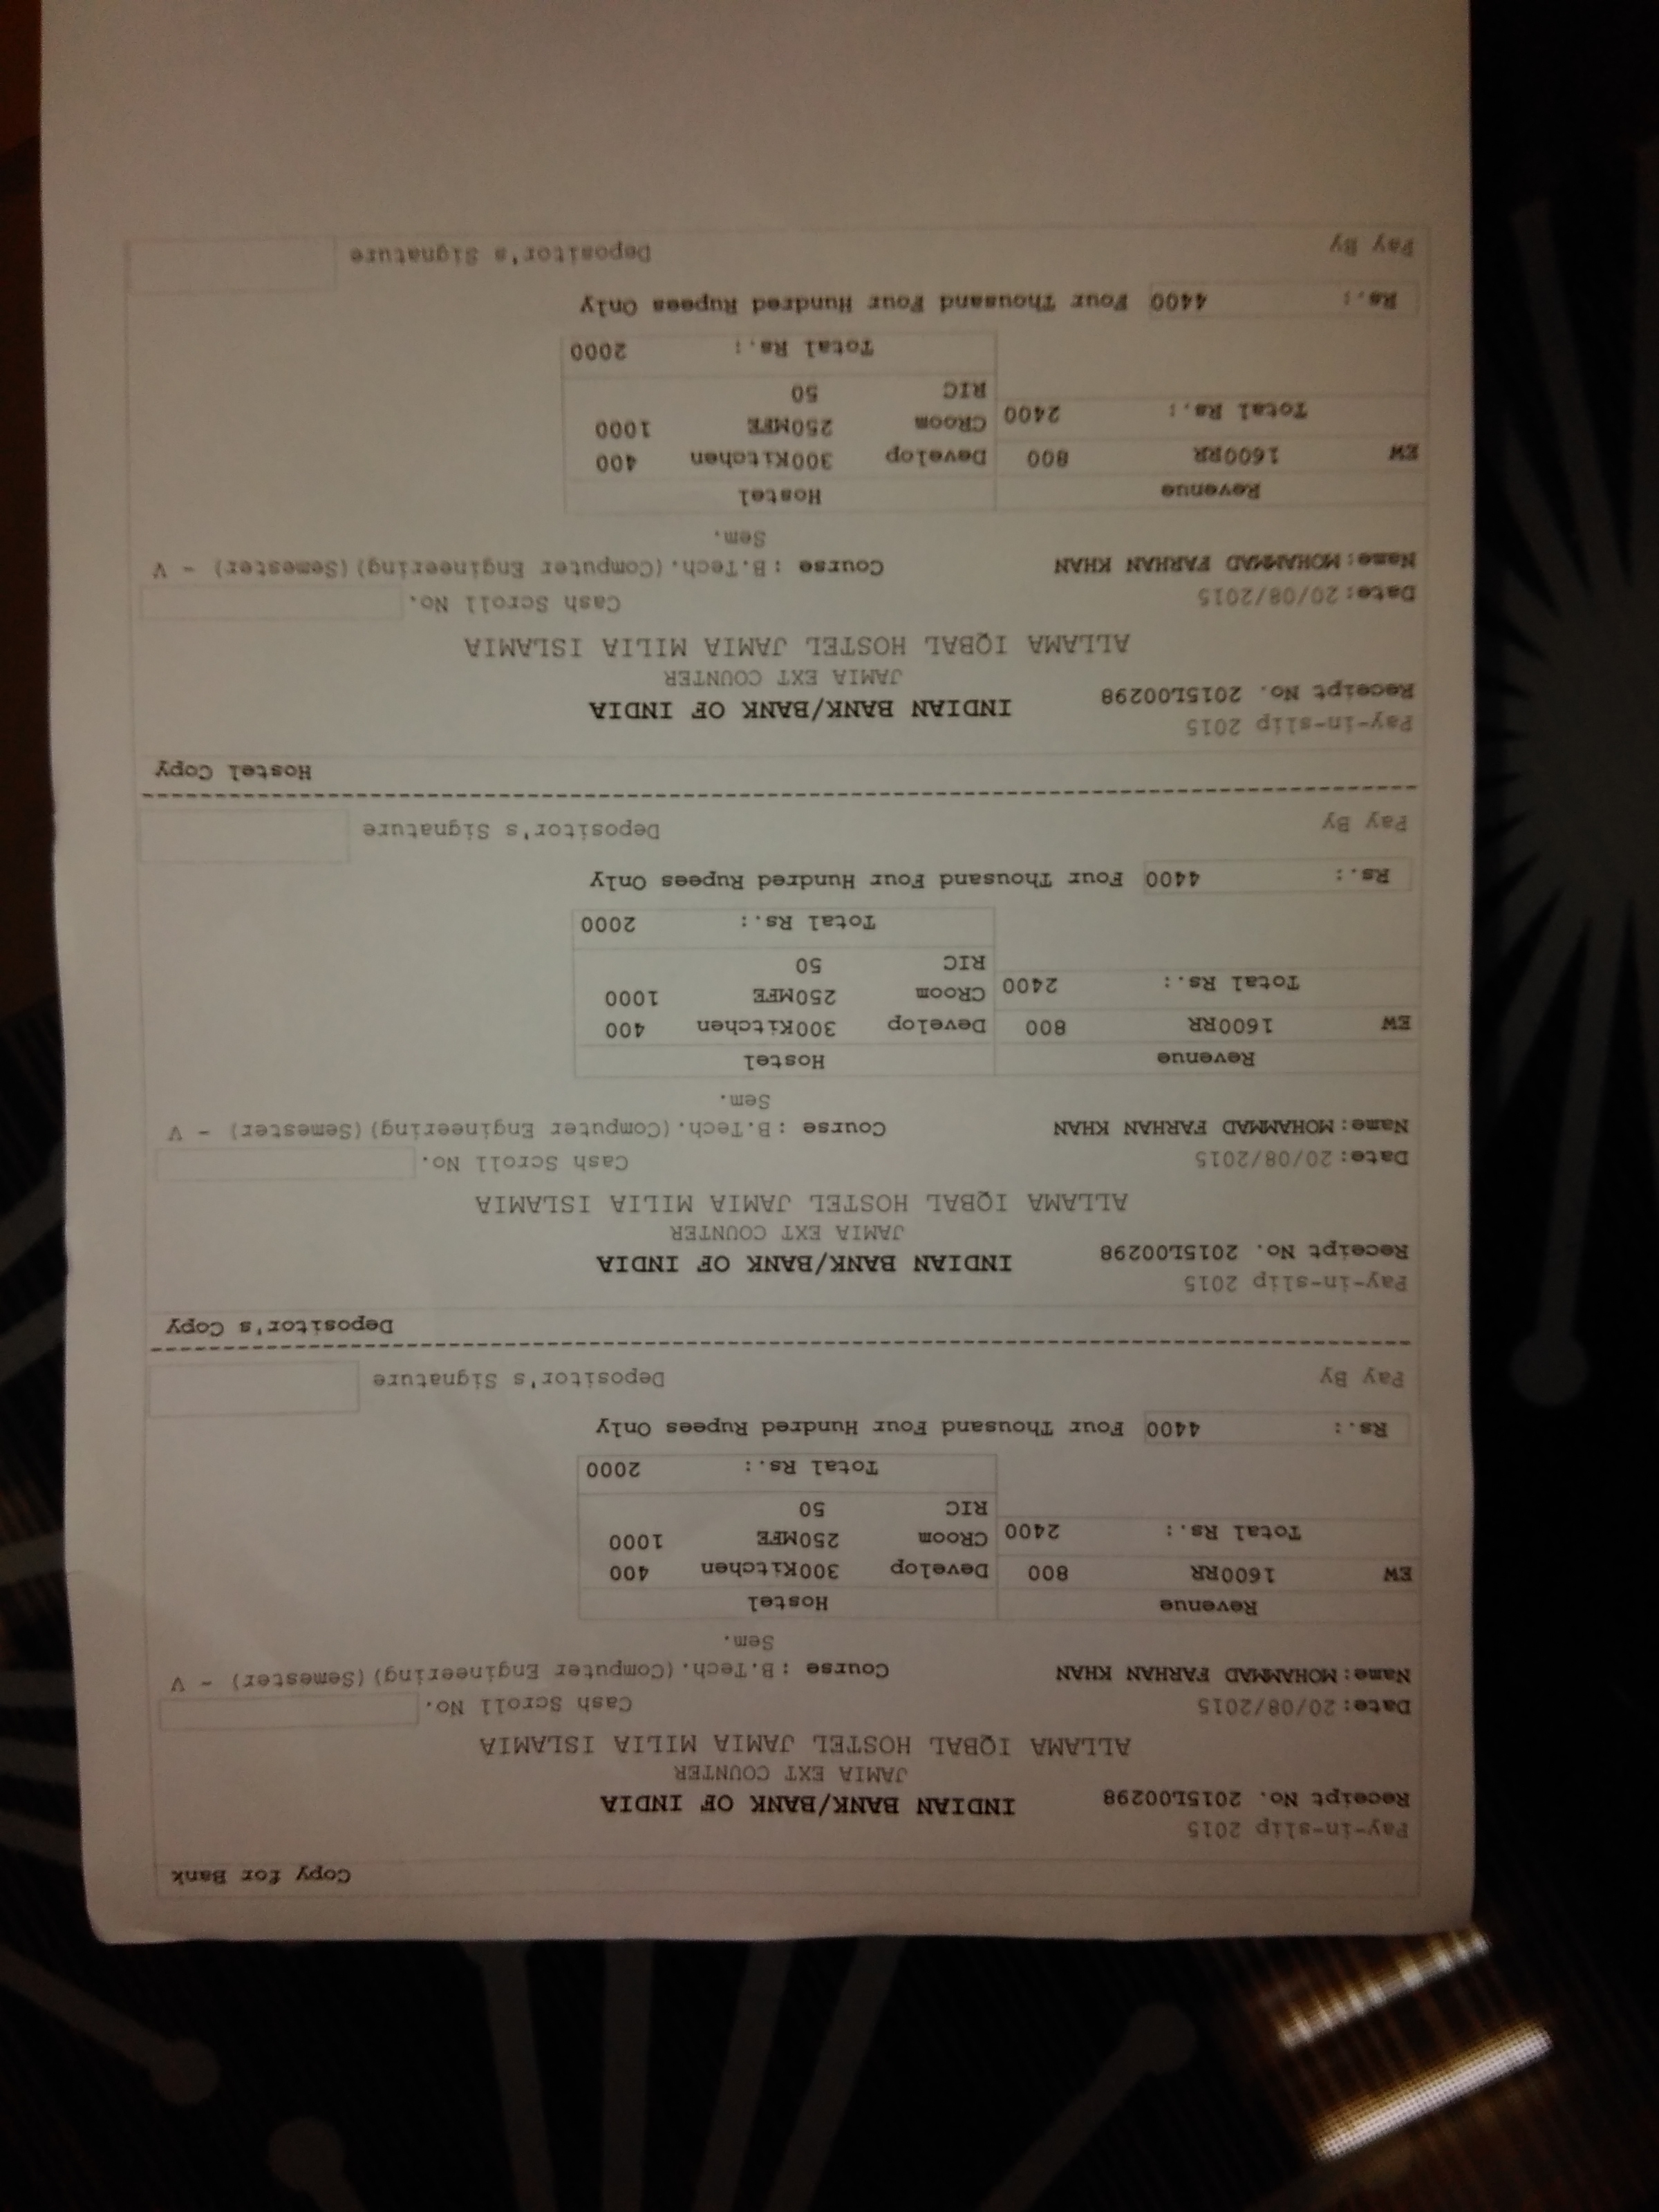 Copy for Bank
Pay-in-slip 2015
Receipt No. 2015L00298 INDIAN BANK/BANK OF INDIA
JAMIA EXT COUNTER
ALLAMA IQBAL HOSTEL JAMIA MILIA ISLAMIA
Date: 20/08/2015 Cash Scroll No.
Name: MOHAMMAD FARHAN KHAN Course : B.Tech. (Computer Engineering) (Semester) - V
Sem.
Revenue Hostel
EW 1600RR 800 Develop 300Kitchen 400
Total Rs.: 2400 CRoom 250MFE 1000
RIC 50
Total Rs.: 2000
Rs.: 4400 Four Thousand Four Hundred Rupees Only
Pay By Depositor's Signature
Depositor's Copy
Pay-in-slip 2015
Receipt No. 2015L00298 INDIAN BANK/BANK OF INDIA
JAMIA EXT COUNTER
ALLAMA IQBAL HOSTEL JAMIA MILIA ISLAMIA
Date: 20/08/2015 Cash Scroll No.
Name: MOHAMMAD FARHAN KHAN Course : B.Tech. (Computer Engineering) (Semester) - V
Sem.
Revenue Hostel
EW 1600RR 800 Develop 300Kitchen 400
Total Rs.: 2400 CRoom 250MFE 1000
RIC 50
Total Rs.: 2000
Rs.: 4400 Four Thousand Four Hundred Rupees Only
Pay By Depositor's Signature
Hostel Copy
Pay-in-slip 2015
Receipt No. 2015L00298 INDIAN BANK/BANK OF INDIA
JAMIA EXT COUNTER
ALLAMA IQBAL HOSTEL JAMIA MILIA ISLAMIA
Date: 20/08/2015 Cash Scroll No.
Name: MOHAMMAD FARHAN KHAN Course : B.Tech. (Computer Engineering) (Semester) - V
Sem.
Revenue Hostel
EW 1600RR 800 Develop 300Kitchen 400
Total Rs.: 2400 CRoom 250MFE 1000
RIC 50
Total Rs.: 2000
Rs.: 4400 Four Thousand Four Hundred Rupees Only
Pay By Depositor's Signature